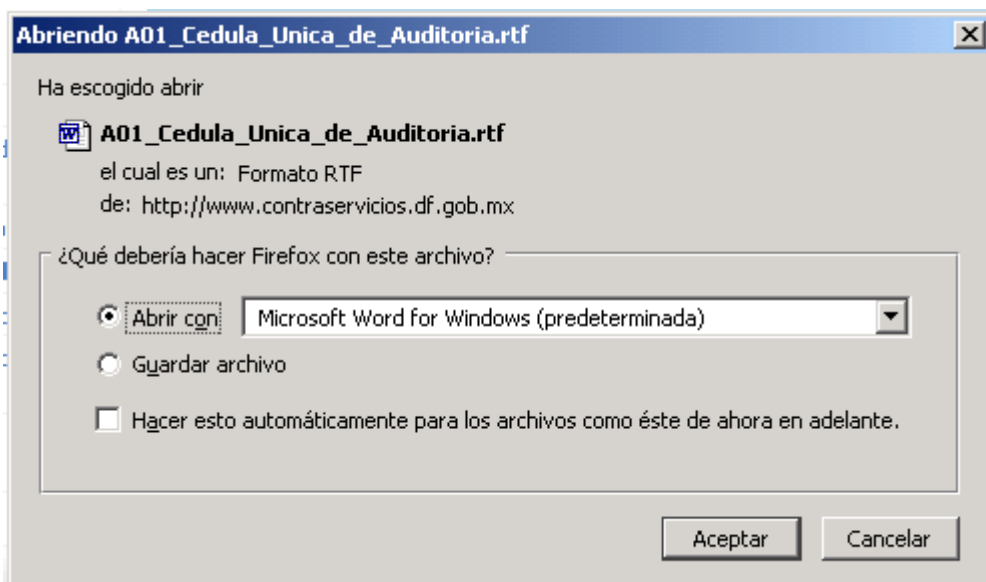 Abriendo A01_Cedula_Unica_de_Auditoria.rtf
Ha escogido abrir
A01_Cedula_Unica_de_Auditoria.rtf
el cual es un: Formato RTF
de: http://www.contraservicios.df.gob.mx
¿Qué debería hacer Firefox con este archivo?
Abrir con Microsoft Word for Windows (predeterminada)
Guardar archivo
Hacer esto automáticamente para los archivos como éste de ahora en adelante.
Aceptar Cancelar